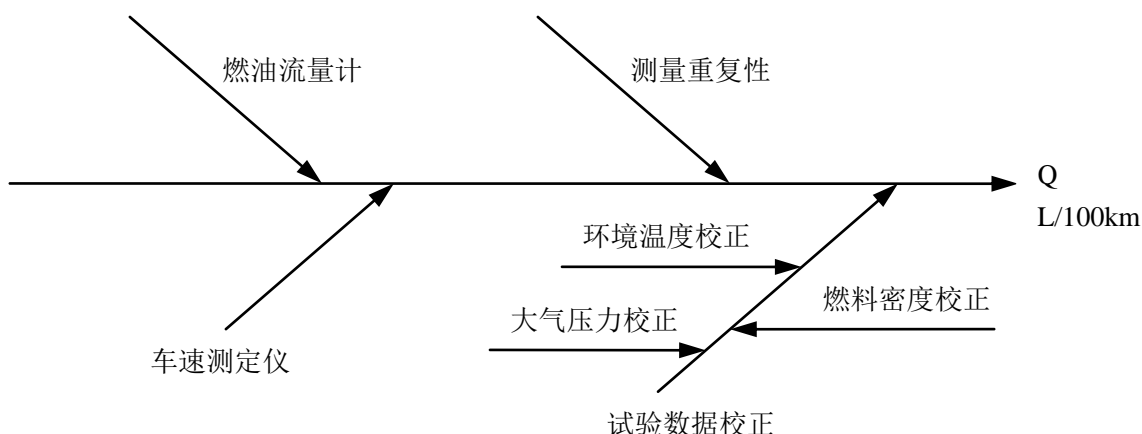 燃油流量计
测量重复性
Q
L/100km
环境温度校正
燃料密度校正
大气压力校正
车速测定仪
试验数据校正